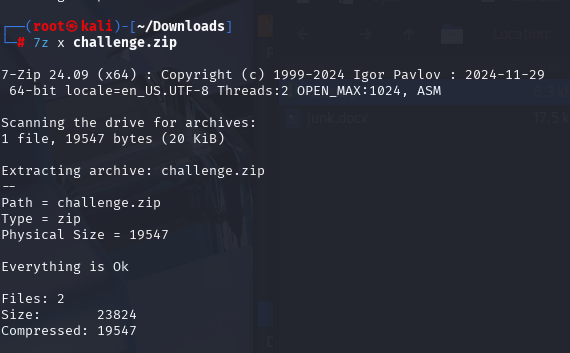 ┌──(root㉿kali)-[~/Downloads]
└─# 7z x challenge.zip
7-Zip 24.09 (x64) : Copyright (c) 1999-2024 Igor Pavlov : 2024-11-29
 64-bit locale=en_US.UTF-8 Threads:2 OPEN_MAX:1024, ASM
Scanning the drive for archives:
1 file, 19547 bytes (20 KiB)
junk.docx
Extracting archive: challenge.zip
--
Path = challenge.zip
Type = zip
Physical Size = 19547
Everything is Ok
Files: 2
Size:       23824
Compressed: 19547